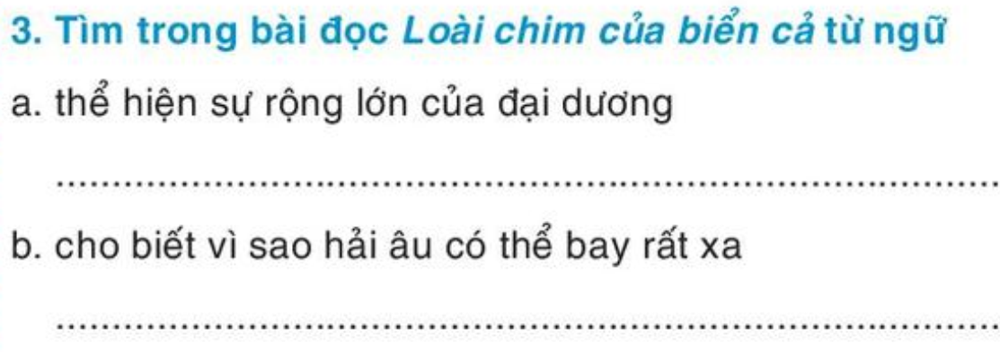 3. Tìm trong bài đọc Loài chim của biển cả từ ngữ
a. thể hiện sự rộng lớn của đại dương
................................................................................
b. cho biết vì sao hải âu có thể bay rất xa
................................................................................